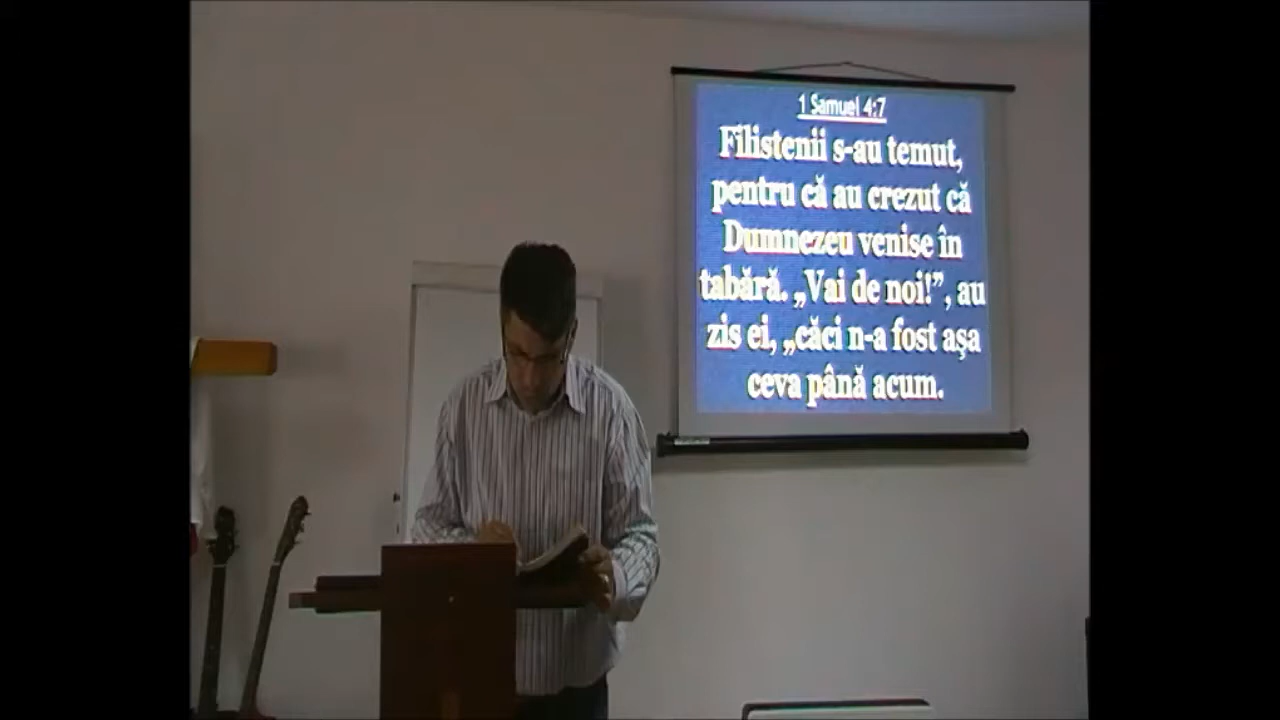 1 Samuel 4:7
Filistenii s-au temut,
pentru că au crezut că
Dumnezeu venise în
tabără. „Vai de noi!”, au
zis ei, „căci n-a fost aşa
ceva până acum.